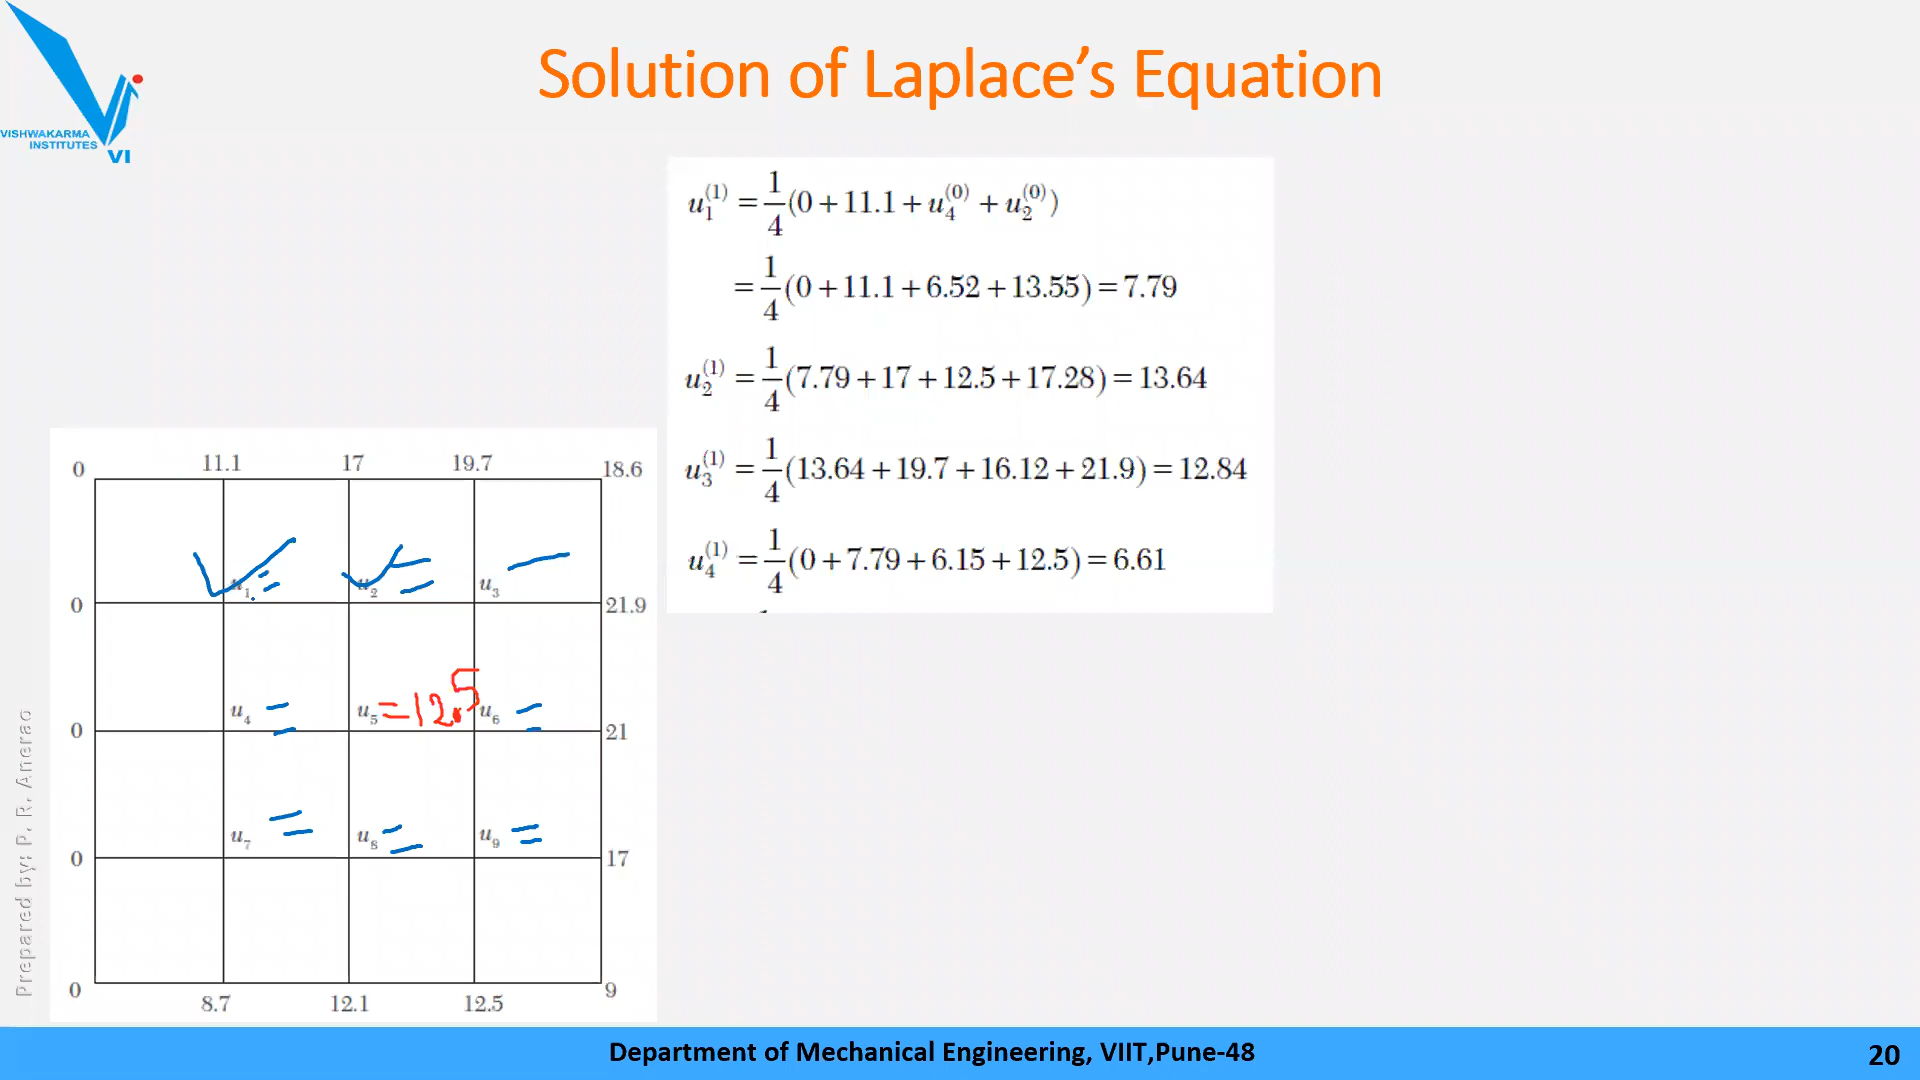 Solution of Laplace’s Equation
VISHWAKARMA
INSTITUTES
VI
u₁⁽¹⁾ = 1/4 (0 + 11.1 + u₄⁽⁰⁾ + u₂⁽⁰⁾)
= 1/4 (0 + 11.1 + 6.52 + 13.55) = 7.79
u₂⁽¹⁾ = 1/4 (7.79 + 17 + 12.5 + 17.28) = 13.64
u₃⁽¹⁾ = 1/4 (13.64 + 19.7 + 16.12 + 21.9) = 12.84
u₄⁽¹⁾ = 1/4 (0 + 7.79 + 6.15 + 12.5) = 6.61
0 11.1 17 19.7 18.6
u₁ = u₂ = u₃
0 21.9
u₄ = u₅ = 12.5 u₆ =
0 21
u₇ = u₈ = u₉ =
0 17
0 9
8.7 12.1 12.5
Prepared by: P. R. Anerao
Department of Mechanical Engineering, VIIT,Pune-48
20